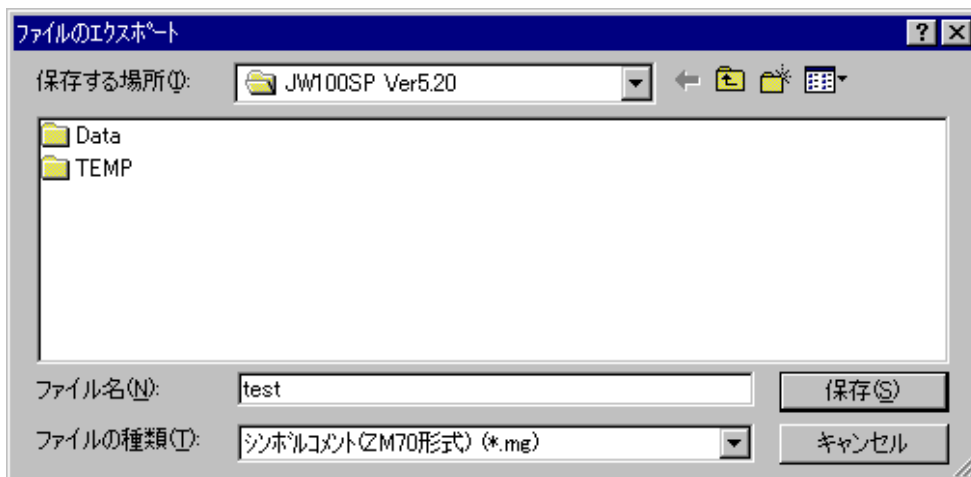 ファイルのエクスポート
保存する場所(I): JW100SP Ver5.20
Data
TEMP
ファイル名(N): test 保存(S)
ファイルの種類(T): シンボルコメント(ZM70形式) (*.mg) キャンセル